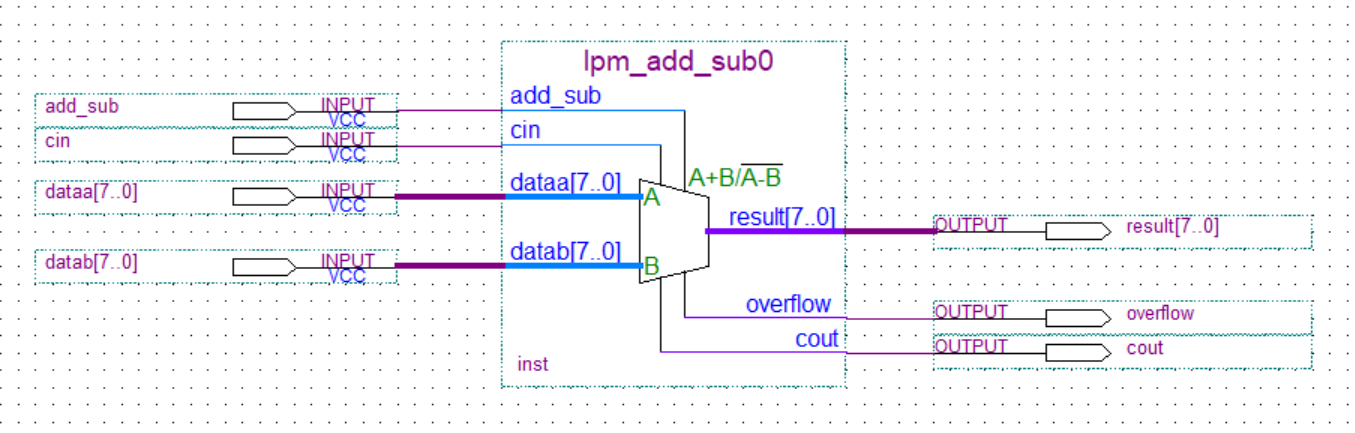 lpm_add_sub0
add_sub
INPUT
VCC
add_sub
cin
INPUT
VCC
cin
dataa[7..0]
INPUT
VCC
dataa[7..0]
A
A+B/A-B
result[7..0]
OUTPUT
result[7..0]
datab[7..0]
INPUT
VCC
datab[7..0]
B
overflow
OUTPUT
overflow
cout
OUTPUT
cout
inst